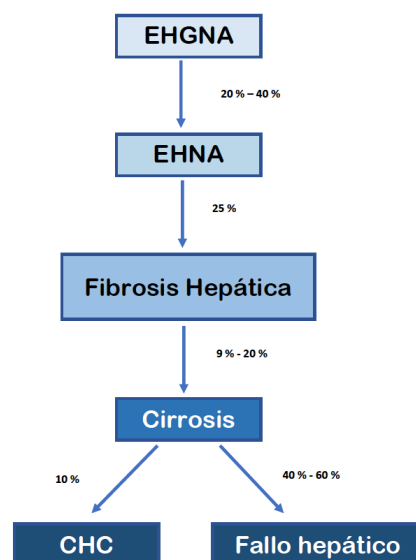 EHGNA
20 % – 40 %
EHNA
25 %
Fibrosis Hepática
9 % - 20 %
Cirrosis
10 %
40 % - 60 %
CHC
Fallo hepático